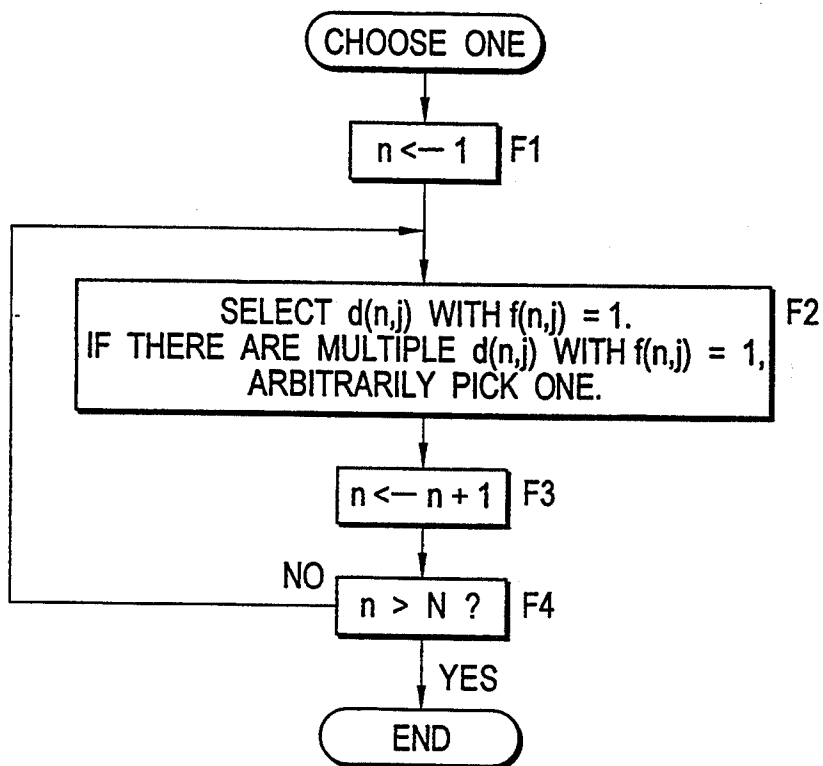 CHOOSE ONE
n <— 1 F1
SELECT d(n,j) WITH f(n,j) = 1. F2
IF THERE ARE MULTIPLE d(n,j) WITH f(n,j) = 1,
ARBITRARILY PICK ONE.
n <— n + 1 F3
NO
n > N ? F4
YES
END